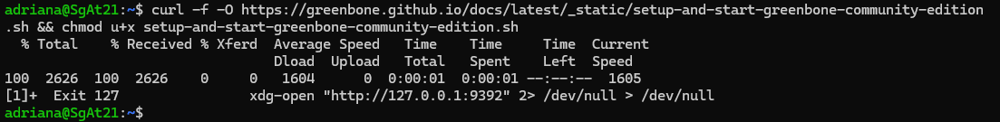 adriana@SgAt21:~$ curl -f -O https://greenbone.github.io/docs/latest/_static/setup-and-start-greenbone-community-edition
.sh && chmod u+x setup-and-start-greenbone-community-edition.sh
  % Total    % Received % Xferd  Average Speed   Time    Time     Time  Current
                                 Dload  Upload   Total   Spent    Left  Speed
100  2626  100  2626    0     0   1604      0  0:00:01  0:00:01 --:--:--  1605
[1]+  Exit 127                xdg-open "http://127.0.0.1:9392" 2> /dev/null > /dev/null
adriana@SgAt21:~$